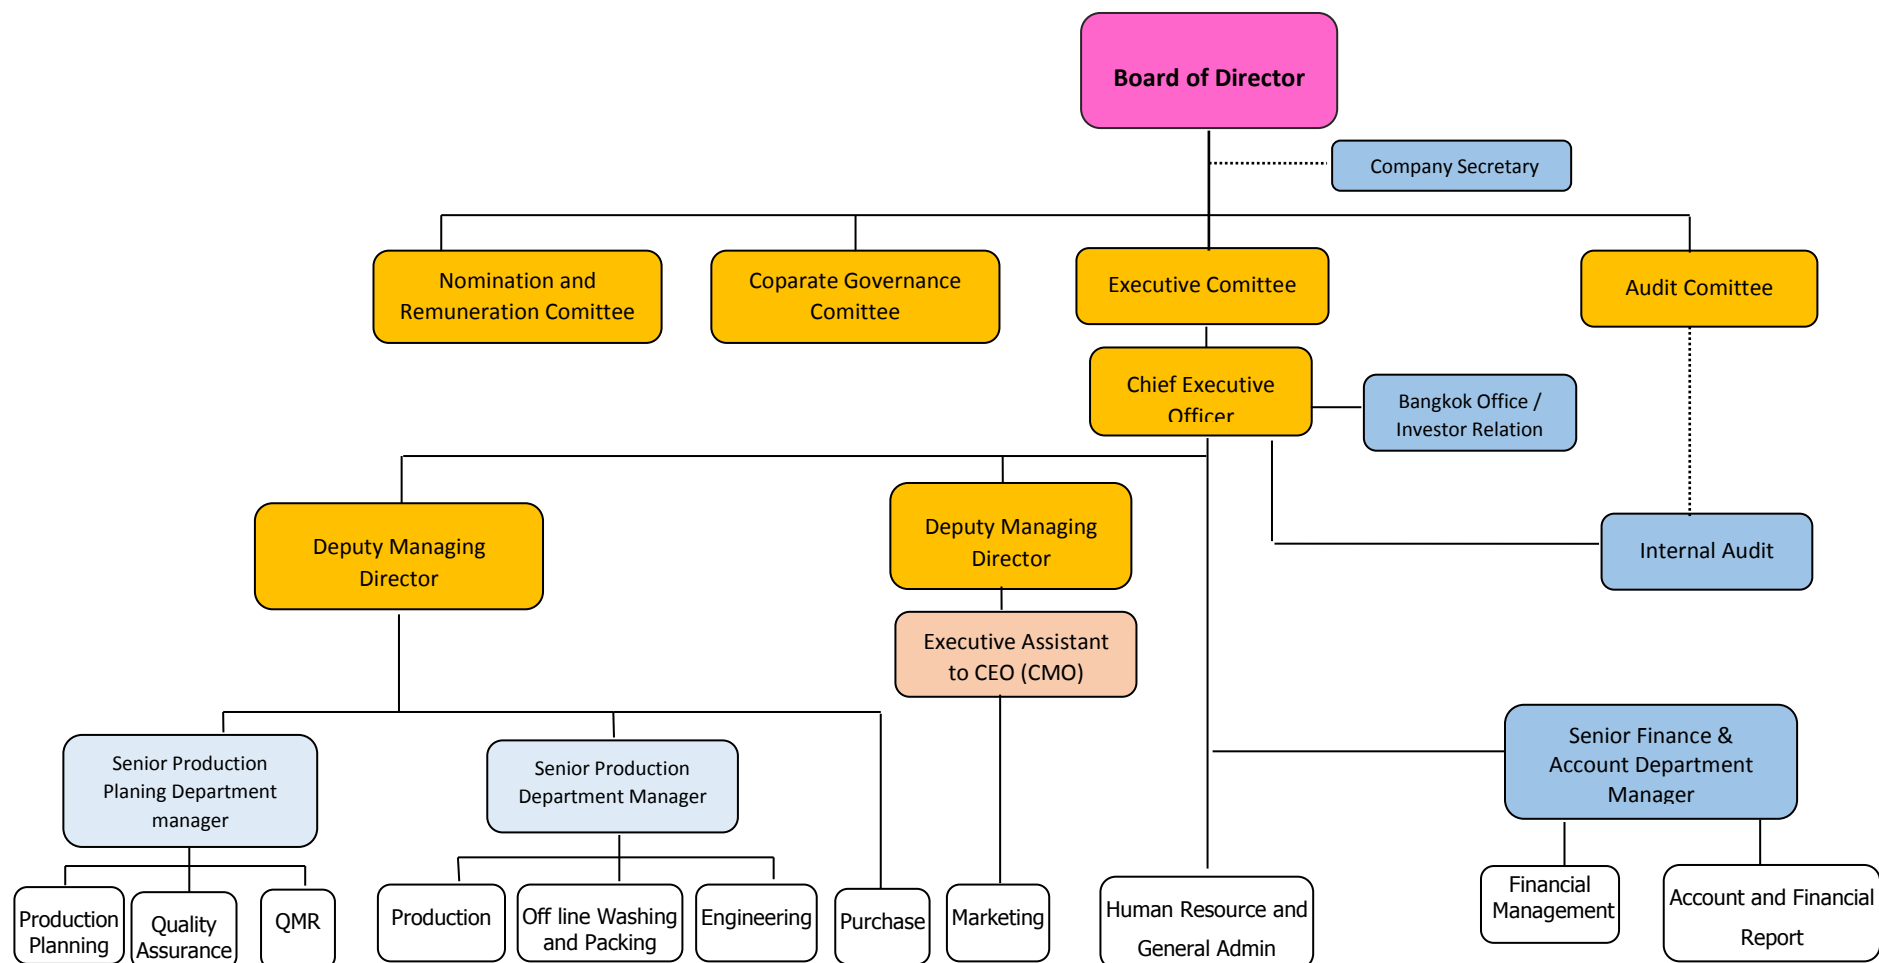 Board of Director
Company Secretary
Nomination and
Remuneration Comittee
Coparate Governance
Comittee
Executive Comittee
Audit Comittee
Chief Executive
Officer
Bangkok Office /
Investor Relation
Deputy Managing
Director
Deputy Managing
Director
Internal Audit
Executive Assistant
to CEO (CMO)
Senior Production
Planing Department
manager
Senior Production
Department Manager
Senior Finance &
Account Department
Manager
Production
Planning
Quality
Assurance
QMR
Production
Off line Washing
and Packing
Engineering
Purchase
Marketing
Human Resource and
General Admin
Financial
Management
Account and Financial
Report